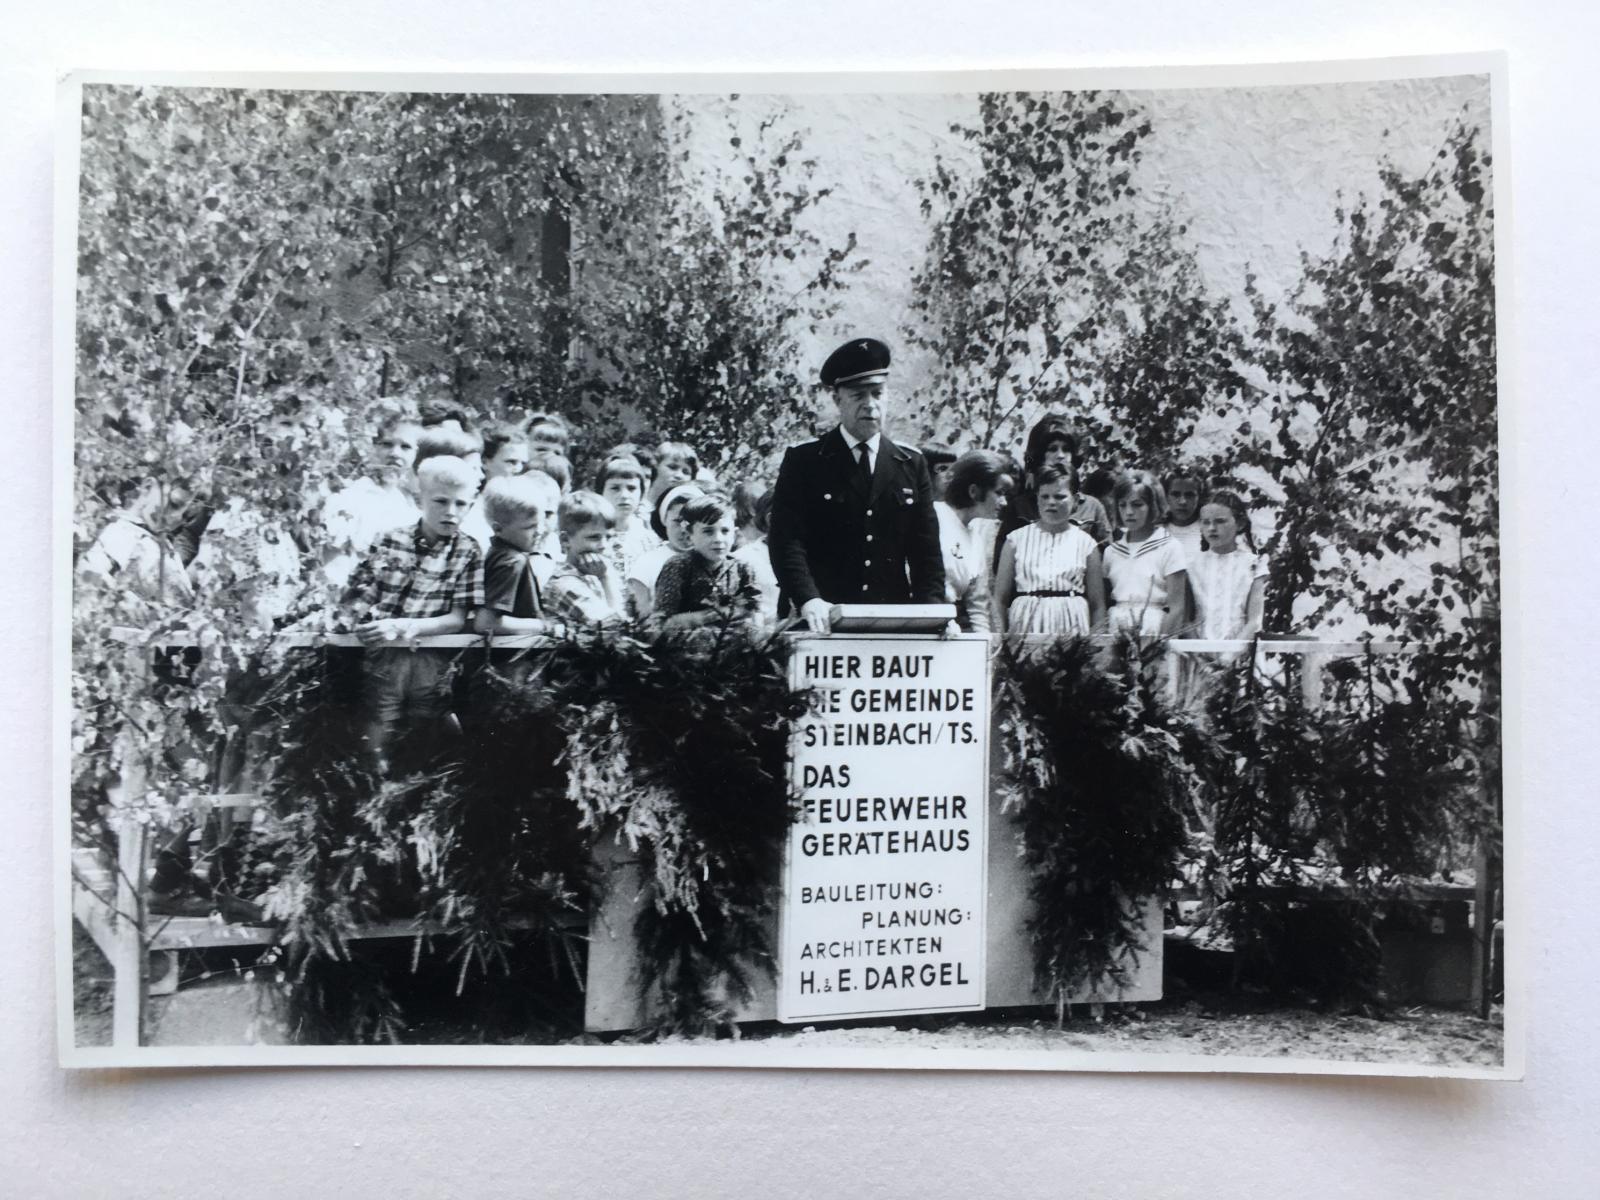 HIER BAUT
DIE GEMEINDE
STEINBACH/TS.
DAS
FEUERWEHR
GERÄTEHAUS
BAULEITUNG:
PLANUNG:
ARCHITEKTEN
H. & E. DARGEL